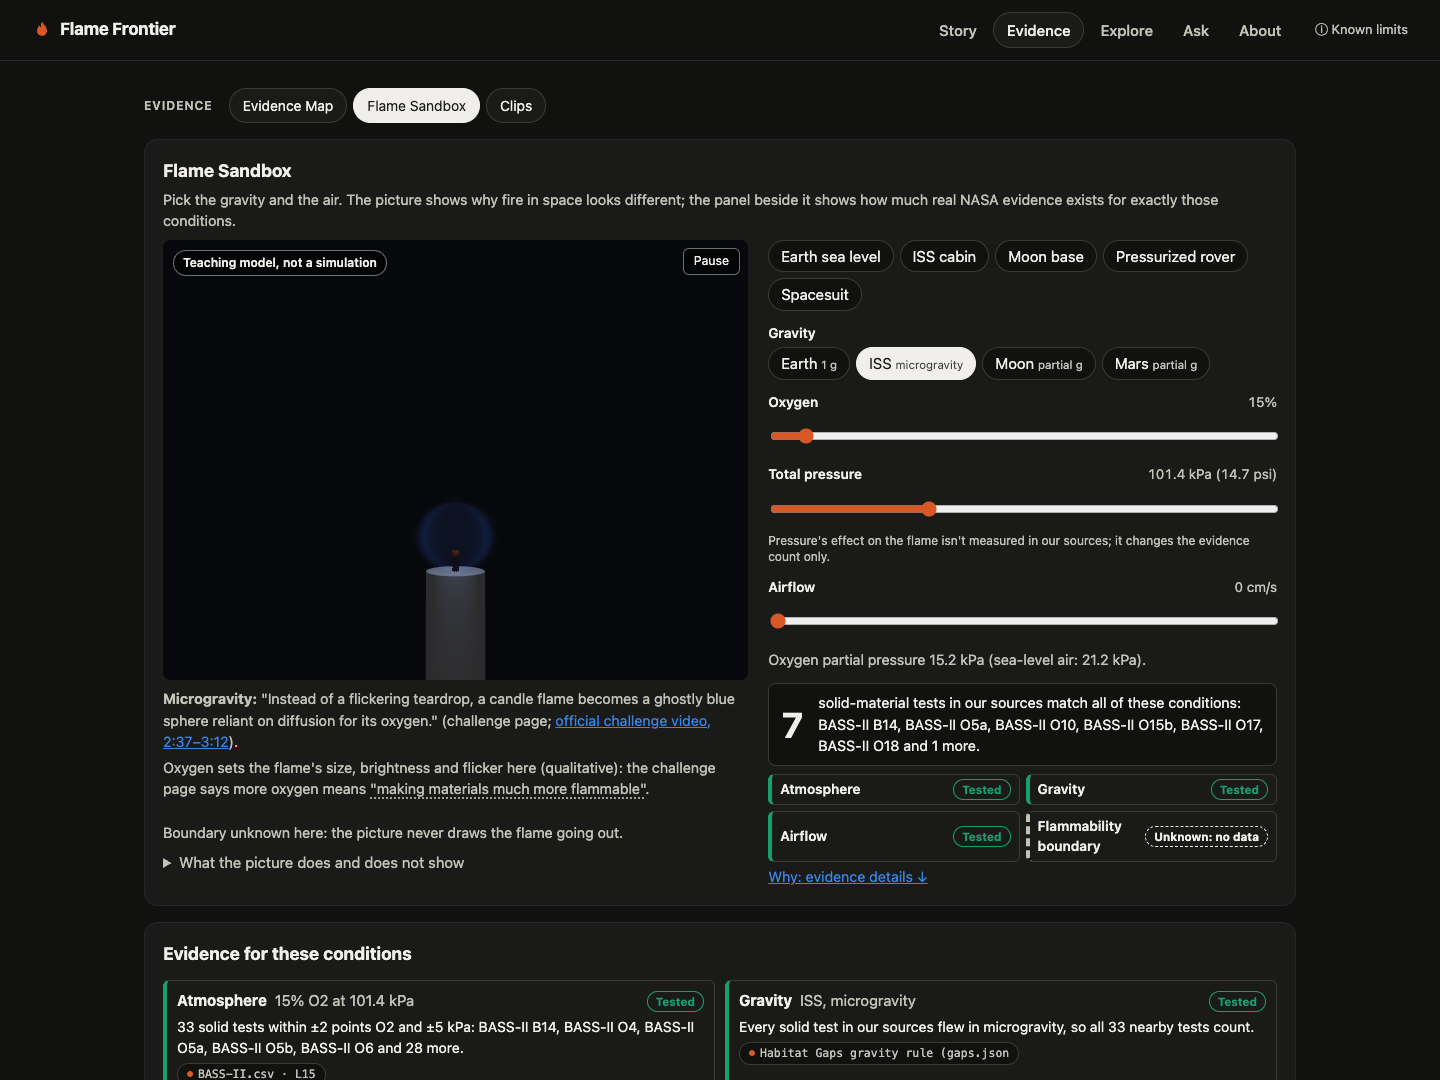 Flame Frontier
Story
Evidence
Explore
Ask
About
ⓘ Known limits
EVIDENCE
Evidence Map
Flame Sandbox
Clips
Flame Sandbox
Pick the gravity and the air. The picture shows why fire in space looks different; the panel beside it shows how much real NASA evidence exists for exactly those
conditions.
Teaching model, not a simulation
Pause
Microgravity: "Instead of a flickering teardrop, a candle flame becomes a ghostly blue
sphere reliant on diffusion for its oxygen." (challenge page; official challenge video,
2:37–3:12).
Oxygen sets the flame's size, brightness and flicker here (qualitative): the challenge
page says more oxygen means "making materials much more flammable".
Boundary unknown here: the picture never draws the flame going out.
▶ What the picture does and does not show
Earth sea level
ISS cabin
Moon base
Pressurized rover
Spacesuit
Gravity
Earth 1 g
ISS microgravity
Moon partial g
Mars partial g
Oxygen
15%
Total pressure
101.4 kPa (14.7 psi)
Pressure's effect on the flame isn't measured in our sources; it changes the evidence
count only.
Airflow
0 cm/s
Oxygen partial pressure 15.2 kPa (sea-level air: 21.2 kPa).
7
solid-material tests in our sources match all of these conditions:
BASS-II B14, BASS-II O5a, BASS-II O10, BASS-II O15b, BASS-II O17,
BASS-II O18 and 1 more.
Atmosphere
Tested
Gravity
Tested
Airflow
Tested
Flammability
boundary
Unknown: no data
Why: evidence details ↓
Evidence for these conditions
Atmosphere 15% O2 at 101.4 kPa
Tested
33 solid tests within ±2 points O2 and ±5 kPa: BASS-II B14, BASS-II O4, BASS-II
O5a, BASS-II O5b, BASS-II O6 and 28 more.
BASS-II.csv · L15
Gravity ISS, microgravity
Tested
Every solid test in our sources flew in microgravity, so all 33 nearby tests count.
Habitat Gaps gravity rule (gaps.json